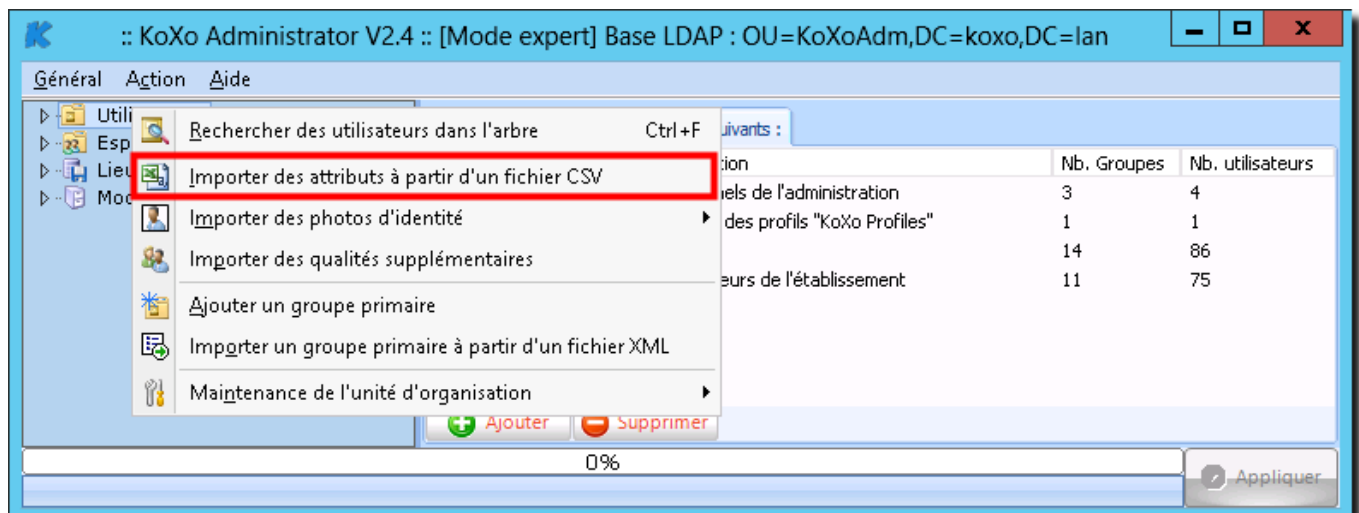 :: KoXo Administrator V2.4 :: [Mode expert] Base LDAP : OU=KoXoAdm,DC=koxo,DC=lan
Général Action Aide
Utili
Esp
Lieu
Mod
Rechercher des utilisateurs dans l'arbre Ctrl+F
Importer des attributs à partir d'un fichier CSV
Importer des photos d'identité
Importer des qualités supplémentaires
Ajouter un groupe primaire
Importer un groupe primaire à partir d'un fichier XML
Maintenance de l'unité d'organisation
uivants :
tion Nb. Groupes Nb. utilisateurs
nels de l'administration 3 4
des profils "KoXo Profiles" 1 1
14 86
eurs de l'établissement 11 75
Ajouter Supprimer
0%
Appliquer